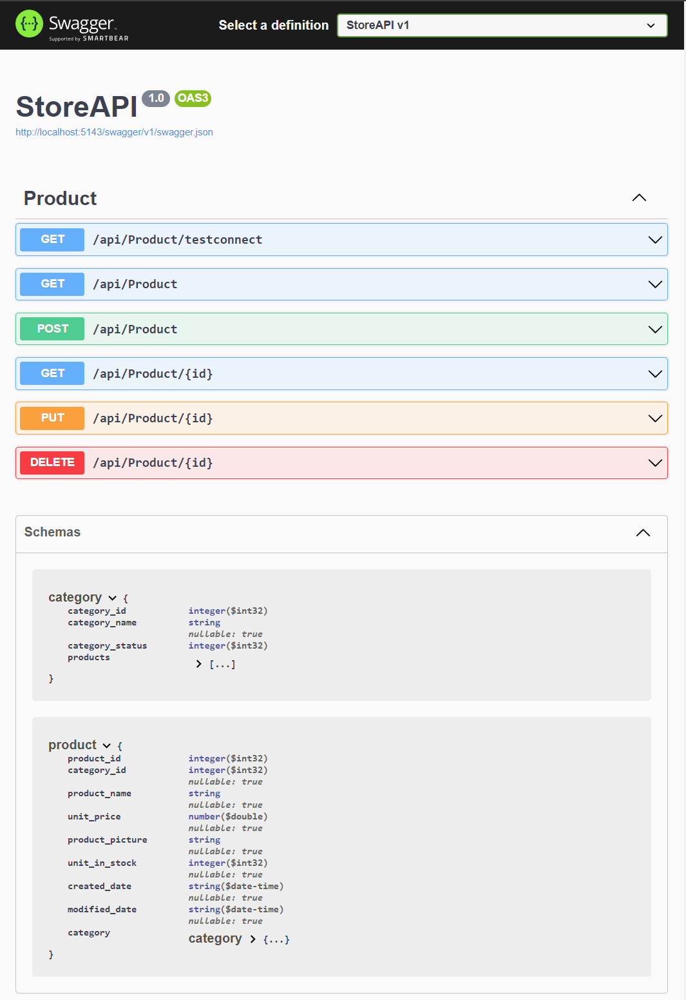 {···} Swagger.
Supported by SMARTBEAR
Select a definition
StoreAPI v1
StoreAPI 1.0 OAS3
http://localhost:5143/swagger/v1/swagger.json
Product
GET /api/Product/testconnect
GET /api/Product
POST /api/Product
GET /api/Product/{id}
PUT /api/Product/{id}
DELETE /api/Product/{id}
Schemas
category {
category_id integer($int32)
category_name string
nullable: true
category_status integer($int32)
products [...]
}
product {
product_id integer($int32)
category_id integer($int32)
nullable: true
product_name string
nullable: true
unit_price number($double)
nullable: true
product_picture string
nullable: true
unit_in_stock integer($int32)
nullable: true
created_date string($date-time)
nullable: true
modified_date string($date-time)
nullable: true
category category {...}
}